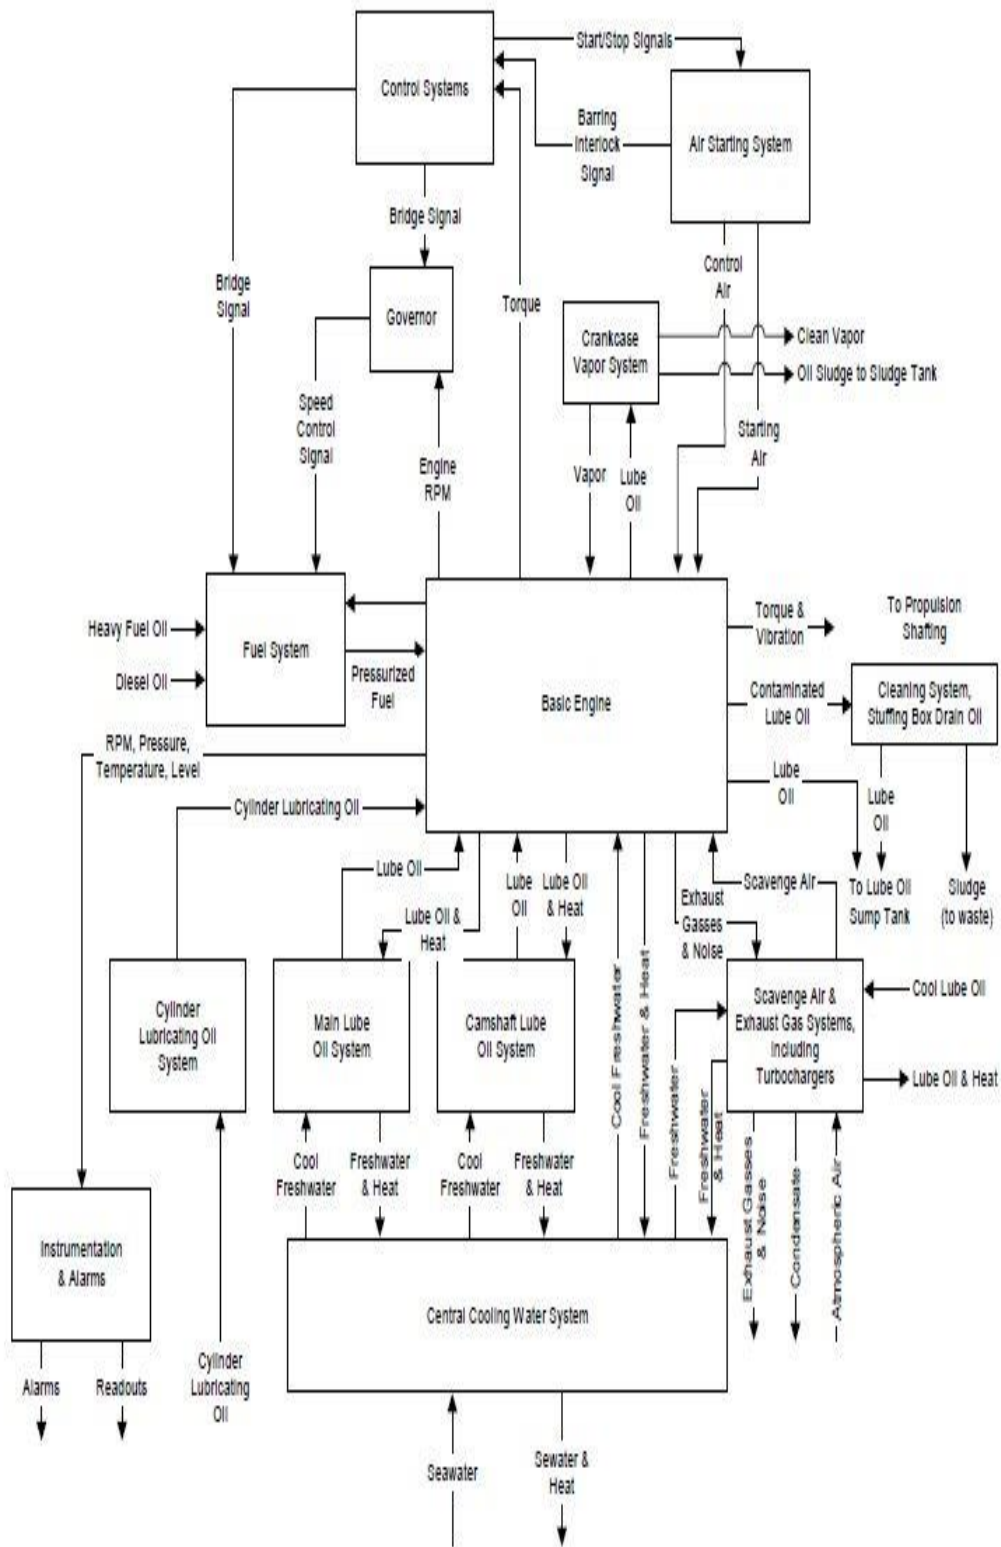 Start/Stop Signals
Control Systems
Barring
Interlock
Signal
Air Starting System
Bridge Signal
Bridge
Signal
Governor
Torque
Control
Air
Crankcase
Vapor System
Clean Vapor
Oil Sludge to Sludge Tank
Speed
Control
Signal
Starting
Air
Engine
RPM
Vapor
Lube
Oil
Heavy Fuel Oil
Diesel Oil
Fuel System
Pressurized
Fuel
Basic Engine
Torque &
Vibration
To Propulsion
Shafting
Contaminated
Lube Oil
Cleaning System,
Stuffing Box Drain Oil
RPM, Pressure,
Temperature, Level
Lube
Oil
Lube
Oil
Cylinder Lubricating Oil
Lube Oil
Lube
Oil
Lube Oil
& Heat
Scavenge Air
To Lube Oil
Sump Tank
Sludge
(to waste)
Lube Oil &
Heat
Exhaust
Gasses
& Noise
Cylinder
Lubricating Oil
System
Main Lube
Oil System
Camshaft Lube
Oil System
Cool Freshwater
Freshwater & Heat
Scavenge Air &
Exhaust Gas Systems,
Including
Turbochargers
Cool Lube Oil
Lube Oil & Heat
Cool
Freshwater
Freshwater
& Heat
Cool
Freshwater
Freshwater
& Heat
Freshwater
Freshwater
& Heat
Exhaust Gasses
& Noise
Condensate
Atmospheric Air
Instrumentation
& Alarms
Central Cooling Water System
Alarms
Readouts
Cylinder
Lubricating
Oil
Seawater
Sewater &
Heat